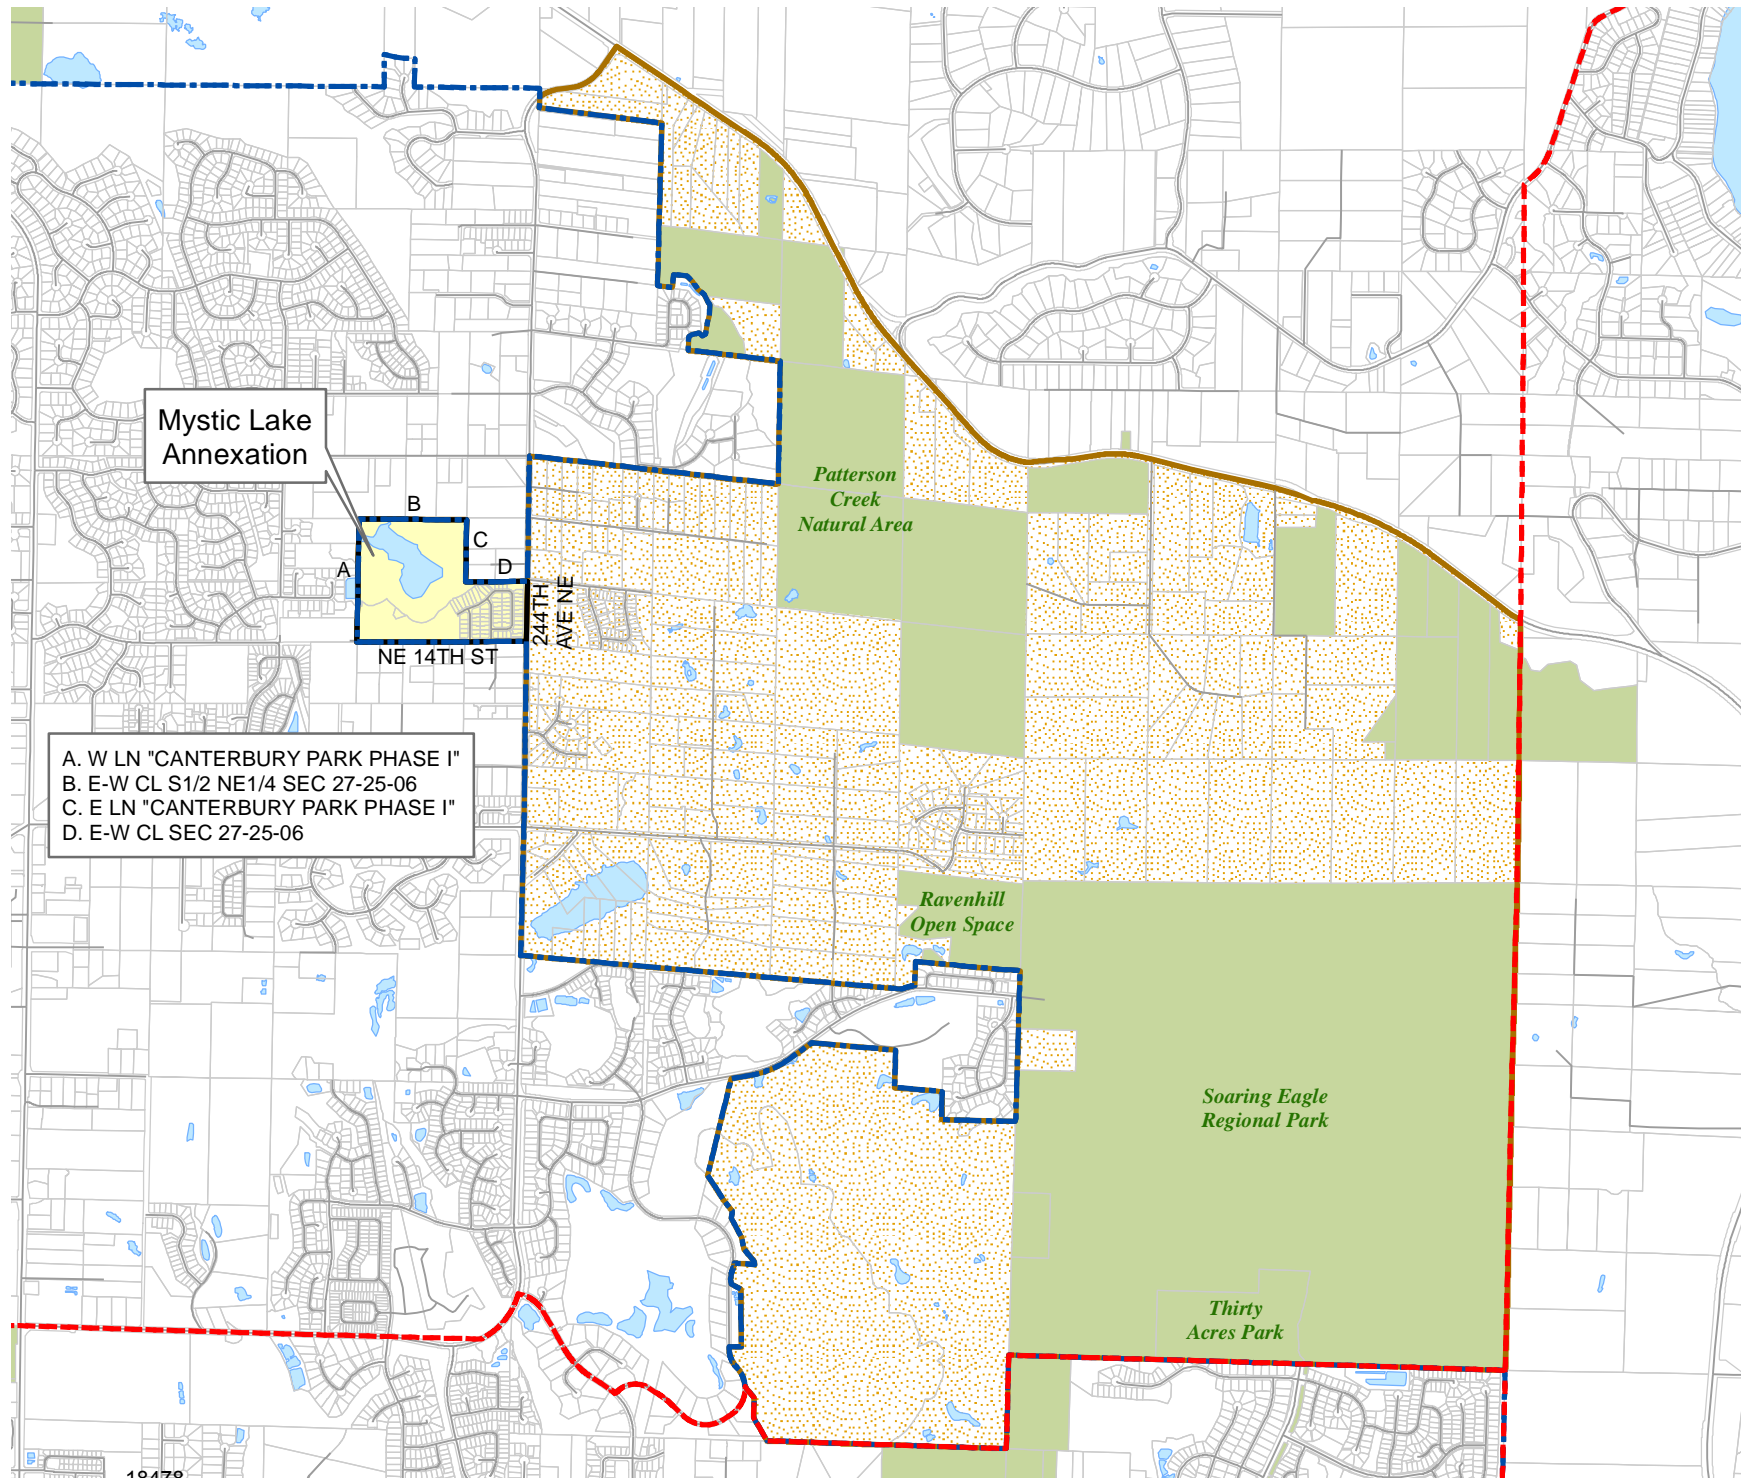 Mystic Lake
Annexation
Patterson
Creek
Natural Area
B
C
A
D
244TH
AVE NE
NE 14TH ST
A. W LN "CANTERBURY PARK PHASE I"
B. E-W CL S1/2 NE1/4 SEC 27-25-06
C. E LN "CANTERBURY PARK PHASE I"
D. E-W CL SEC 27-25-06
Ravenhill
Open Space
Soaring Eagle
Regional Park
Thirty
Acres Park
18478